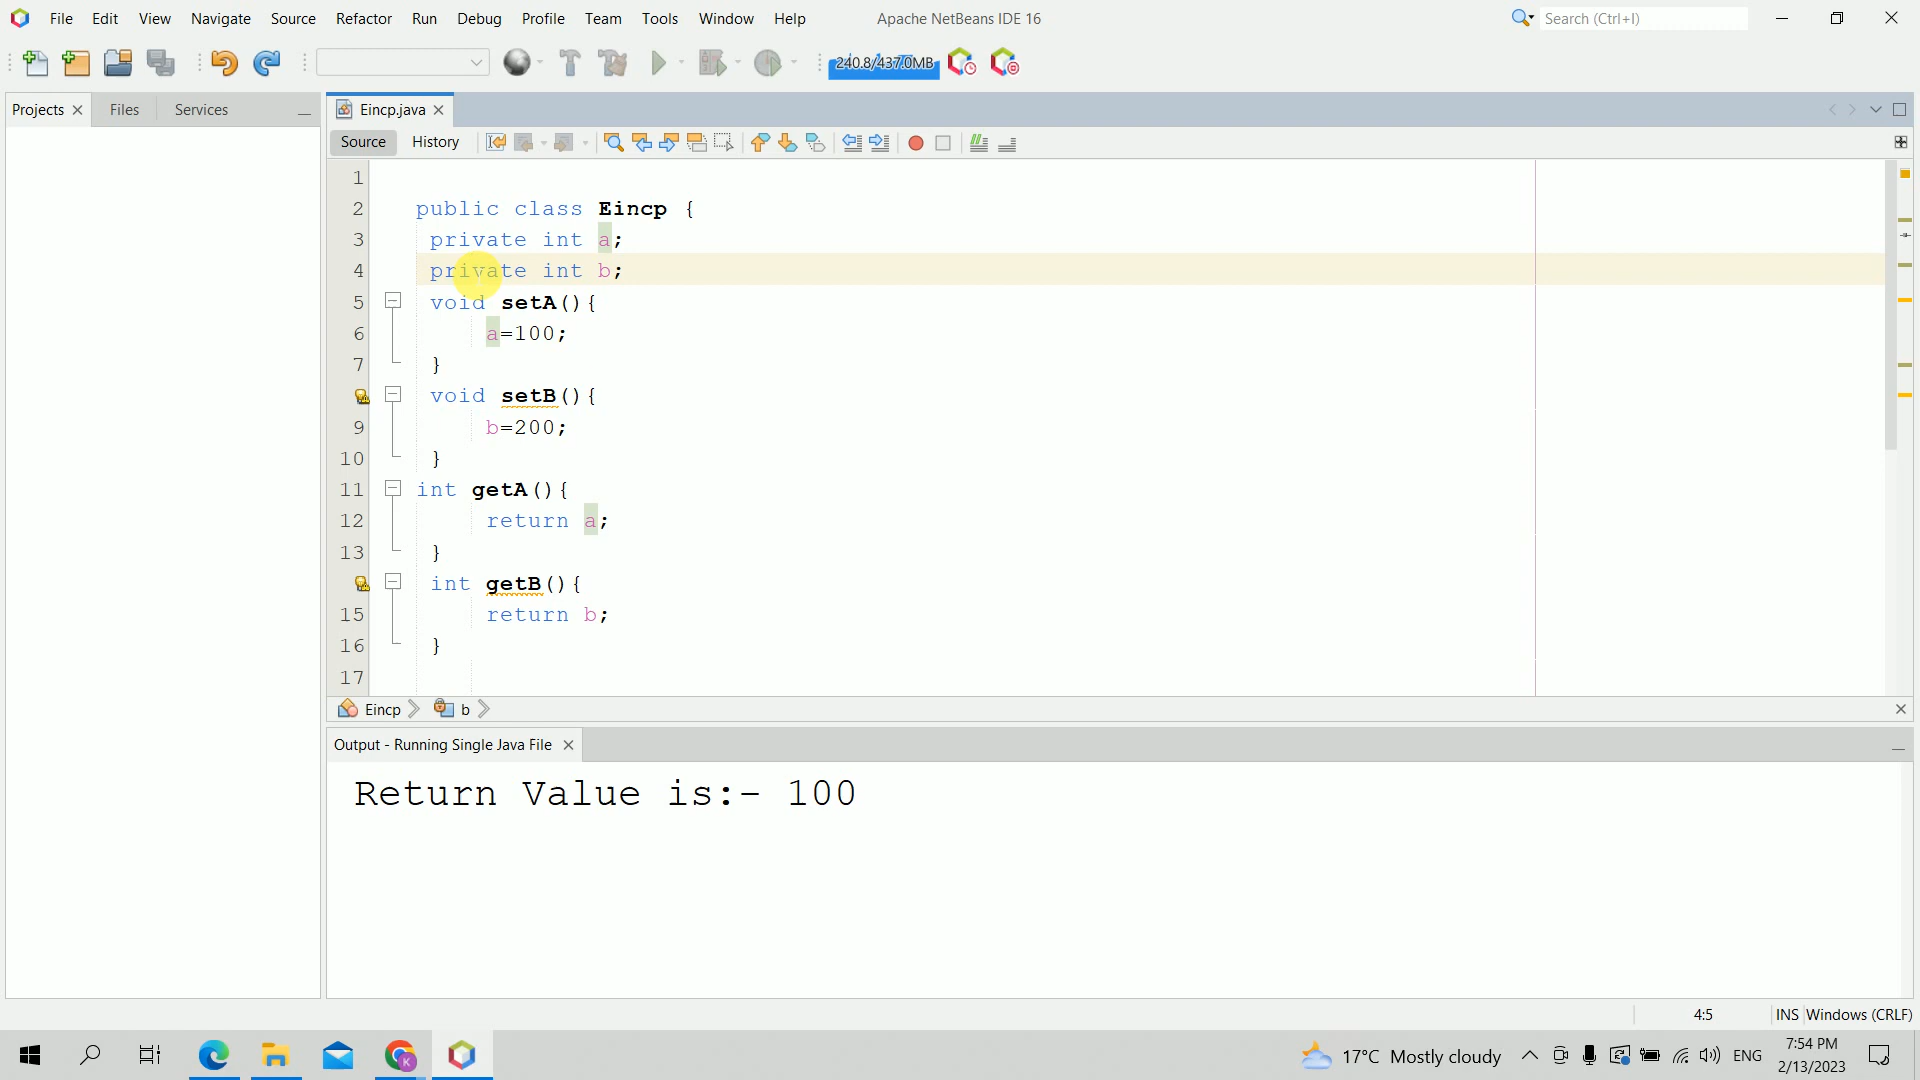 File Edit View Navigate Source Refactor Run Debug Profile Team Tools Window Help Apache NetBeans IDE 16 Search (Ctrl+I)
240.8/437.0MB
Projects Files Services Eincp.java
Source History
1
2 public class Eincp {
3 private int a;
4 private int b;
5 void setA(){
6 a=100;
7 }
void setB(){
9 b=200;
10 }
11 int getA(){
12 return a;
13 }
int getB(){
15 return b;
16 }
17
Eincp b
Output - Running Single Java File
Return Value is:- 100
4:5 INS Windows (CRLF)
17°C Mostly cloudy ENG 7:54 PM
2/13/2023